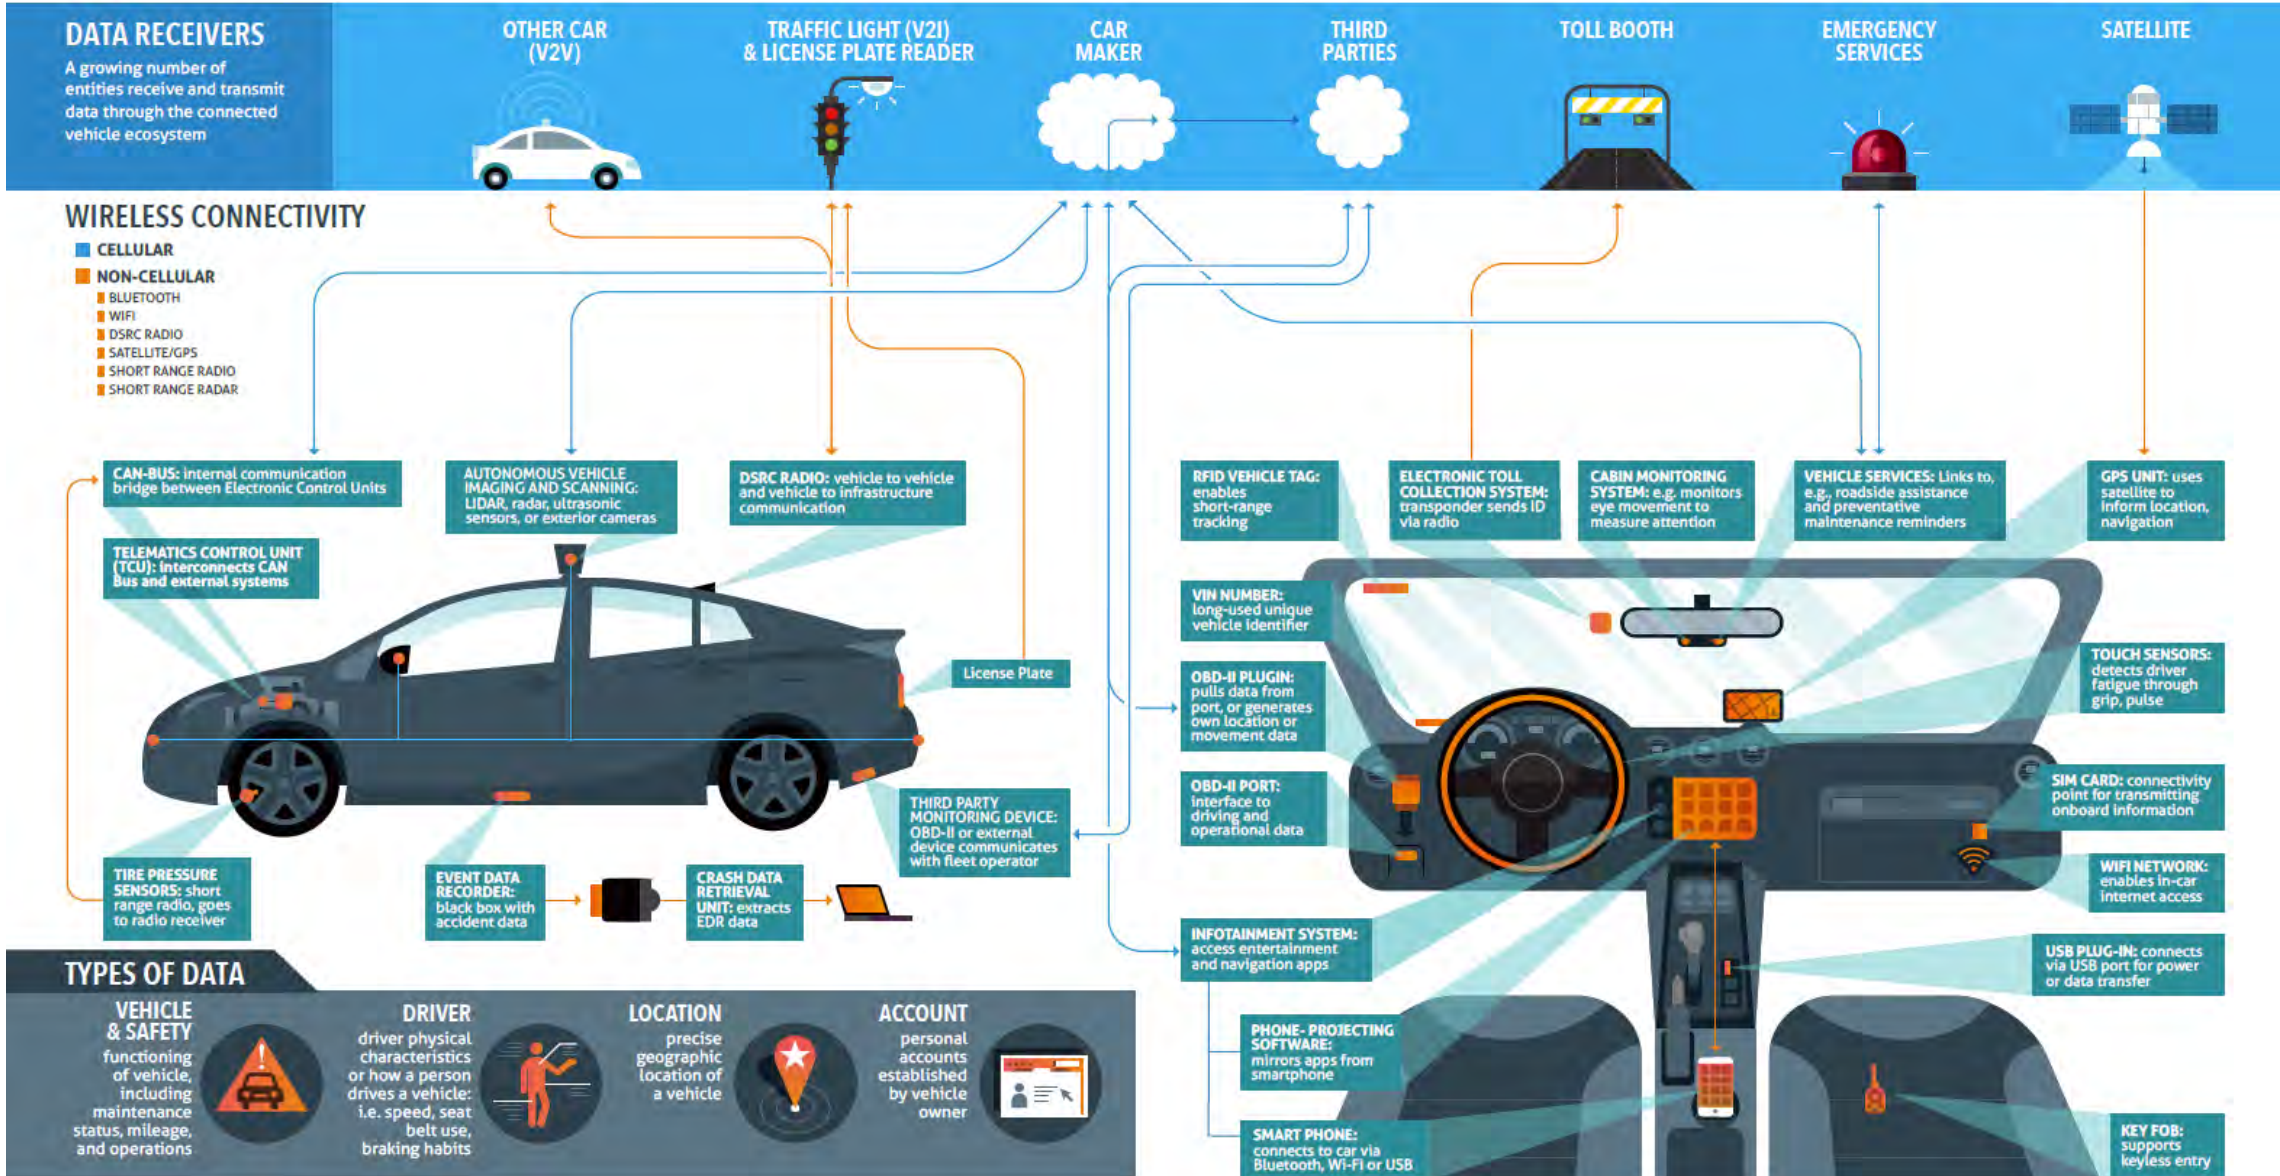 DATA RECEIVERS
A growing number of
entities receive and transmit
data through the connected
vehicle ecosystem
OTHER CAR
(V2V)
TRAFFIC LIGHT (V2I)
& LICENSE PLATE READER
CAR
MAKER
THIRD
PARTIES
TOLL BOOTH
EMERGENCY
SERVICES
SATELLITE
WIRELESS CONNECTIVITY
CELLULAR
NON-CELLULAR
BLUETOOTH
WIFI
DSRC RADIO
SATELLITE/GPS
SHORT RANGE RADIO
SHORT RANGE RADAR
CAN-BUS: internal communication
bridge between Electronic Control Units
TELEMATICS CONTROL UNIT
(TCU): interconnects CAN
Bus and external systems
AUTONOMOUS VEHICLE
IMAGING AND SCANNING:
LIDAR, radar, ultrasonic
sensors, or exterior cameras
DSRC RADIO: vehicle to vehicle
and vehicle to infrastructure
communication
License Plate
THIRD PARTY
MONITORING DEVICE:
OBD-II or external
device communicates
with fleet operator
TIRE PRESSURE
SENSORS: short
range radio, goes
to radio receiver
EVENT DATA
RECORDER:
black box with
accident data
CRASH DATA
RETRIEVAL
UNIT: extracts
EDR data
RFID VEHICLE TAG:
enables
short-range
tracking
ELECTRONIC TOLL
COLLECTION SYSTEM:
transponder sends ID
via radio
CABIN MONITORING
SYSTEM: e.g. monitors
eye movement to
measure attention
VEHICLE SERVICES: Links to,
e.g., roadside assistance
and preventative
maintenance reminders
GPS UNIT: uses
satellite to
inform location,
navigation
VIN NUMBER:
long-used unique
vehicle identifier
OBD-II PLUGIN:
pulls data from
port, or generates
own location or
movement data
OBD-II PORT:
interface to
driving and
operational data
TOUCH SENSORS:
detects driver
fatigue through
grip, pulse
SIM CARD: connectivity
point for transmitting
onboard information
WIFI NETWORK:
enables in-car
internet access
INFOTAINMENT SYSTEM:
access entertainment
and navigation apps
USB PLUG-IN: connects
via USB port for power
or data transfer
PHONE- PROJECTING
SOFTWARE:
mirrors apps from
smartphone
SMART PHONE:
connects to car via
Bluetooth, Wi-Fi or USB
KEY FOB:
supports
keyless entry
TYPES OF DATA
VEHICLE
& SAFETY
functioning
of vehicle,
including
maintenance
status, mileage,
and operations
DRIVER
driver physical
characteristics
or how a person
drives a vehicle:
i.e. speed, seat
belt use,
braking habits
LOCATION
precise
geographic
location of
a vehicle
ACCOUNT
personal
accounts
established
by vehicle
owner